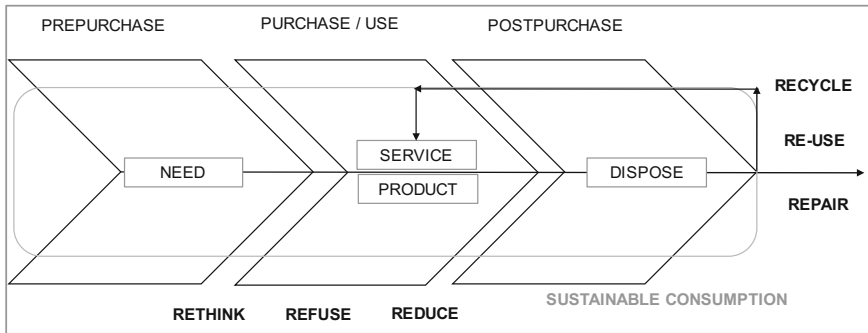 PREPURCHASE
PURCHASE / USE
POSTPURCHASE
RECYCLE
RE-USE
SERVICE
NEED
PRODUCT
DISPOSE
REPAIR
SUSTAINABLE CONSUMPTION
RETHINK
REFUSE
REDUCE